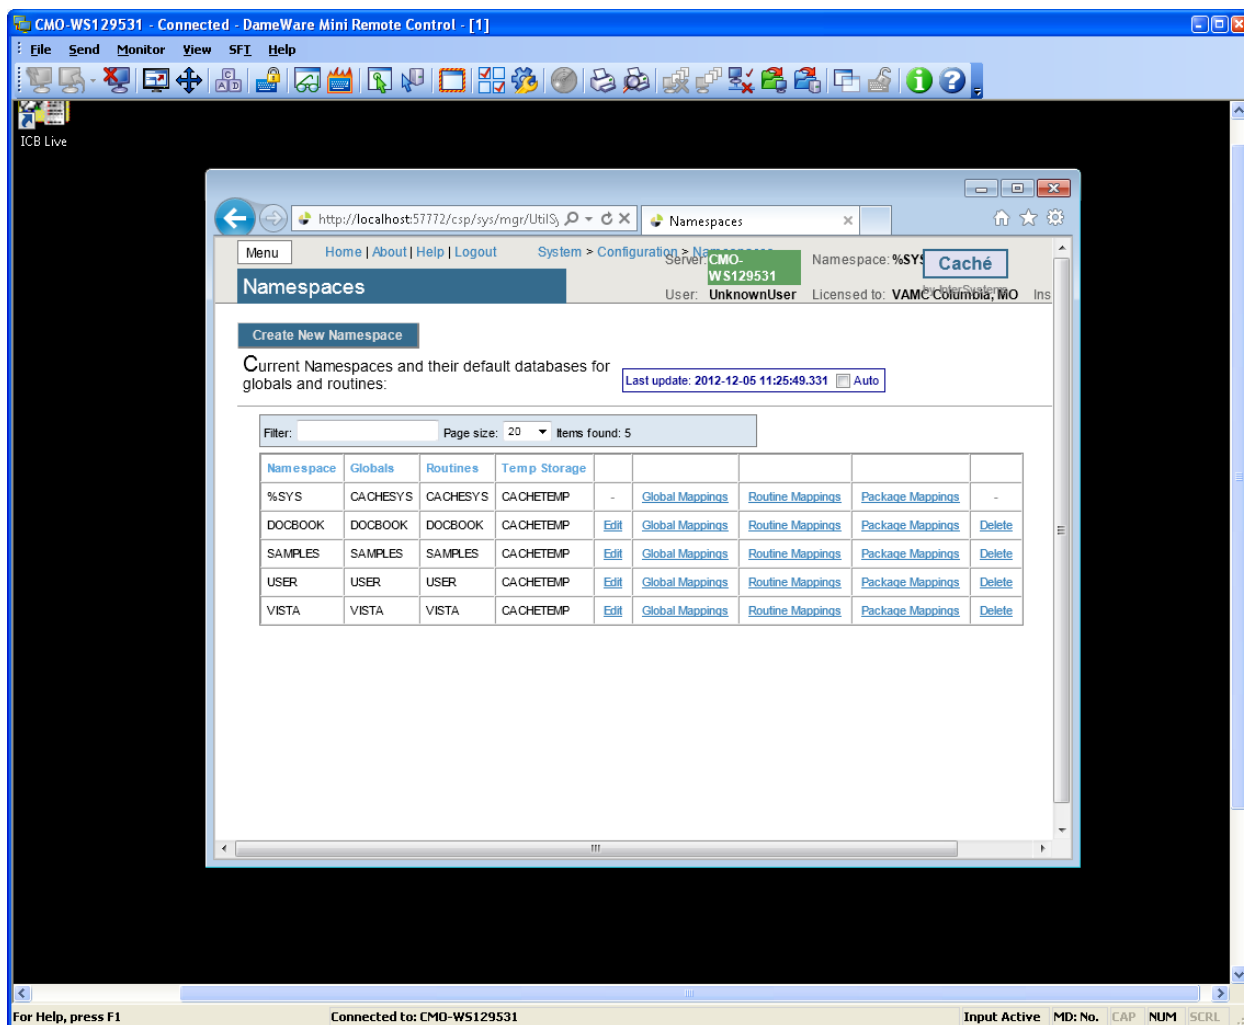 CMO-WS129531 - Connected - DameWare Mini Remote Control - [1]
File Send Monitor View SFT Help
ICB Live
http://localhost:57772/csp/sys/mgr/UtilSy
Namespaces
Menu
Home | About | Help | Logout
System > Configuration >
Server: CMO-WS129531
Namespace: %SYS
Caché
by InterSystems
Namespaces
User: UnknownUser
Licensed to: VAMC Columbia, MO
Ins
Create New Namespace
Current Namespaces and their default databases for
globals and routines:
Last update: 2012-12-05 11:25:49.331 Auto
Filter: Page size: 20 Items found: 5
Namespace Globals Routines Temp Storage
%SYS CACHESYS CACHESYS CACHETEMP - Global Mappings Routine Mappings Package Mappings -
DOCBOOK DOCBOOK DOCBOOK CACHETEMP Edit Global Mappings Routine Mappings Package Mappings Delete
SAMPLES SAMPLES SAMPLES CACHETEMP Edit Global Mappings Routine Mappings Package Mappings Delete
USER USER USER CACHETEMP Edit Global Mappings Routine Mappings Package Mappings Delete
VISTA VISTA VISTA CACHETEMP Edit Global Mappings Routine Mappings Package Mappings Delete
For Help, press F1
Connected to: CMO-WS129531
Input Active MD: No. CAP NUM SCRL